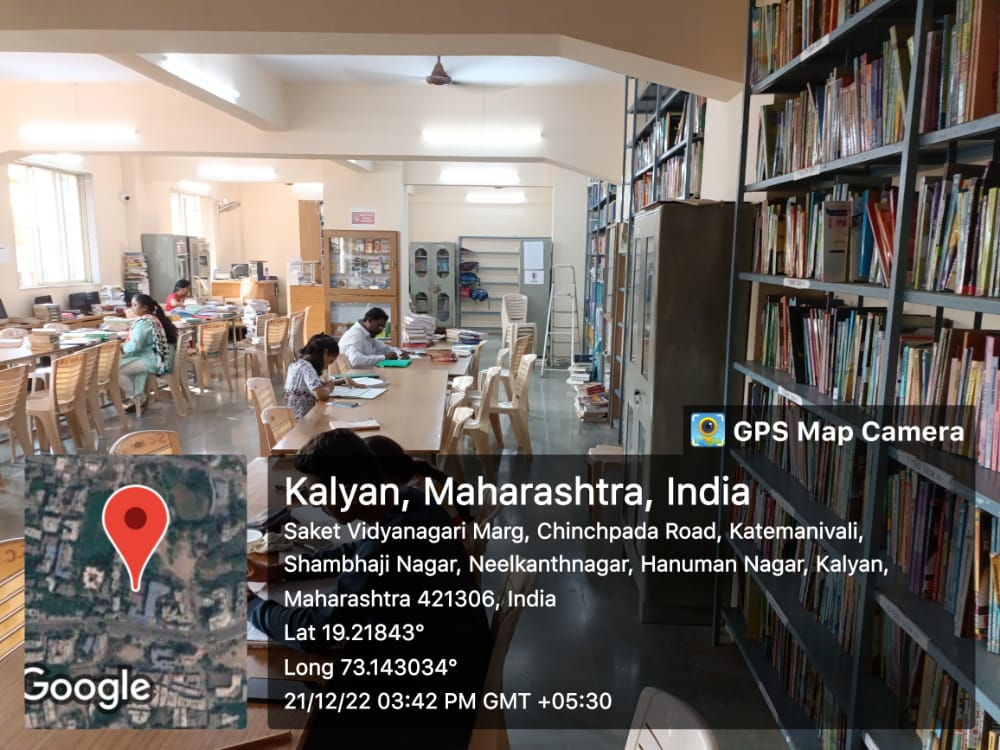 GPS Map Camera
Kalyan, Maharashtra, India
Saket Vidyanagari Marg, Chinchpada Road, Katemanivali,
Shambhaji Nagar, Neelkanthnagar, Hanuman Nagar, Kalyan,
Maharashtra 421306, India
Lat 19.21843°
Long 73.143034°
21/12/22 03:42 PM GMT +05:30
Google